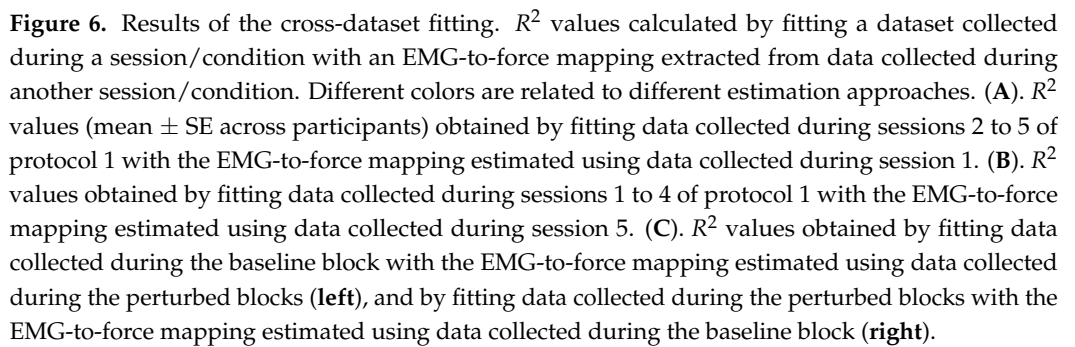 Figure 6. Results of the cross-dataset fitting. R² values calculated by fitting a dataset collected
during a session/condition with an EMG-to-force mapping extracted from data collected during
another session/condition. Different colors are related to different estimation approaches. (A). R²
values (mean ± SE across participants) obtained by fitting data collected during sessions 2 to 5 of
protocol 1 with the EMG-to-force mapping estimated using data collected during session 1. (B). R²
values obtained by fitting data collected during sessions 1 to 4 of protocol 1 with the EMG-to-force
mapping estimated using data collected during session 5. (C). R² values obtained by fitting data
collected during the baseline block with the EMG-to-force mapping estimated using data collected
during the perturbed blocks (left), and by fitting data collected during the perturbed blocks with the
EMG-to-force mapping estimated using data collected during the baseline block (right).